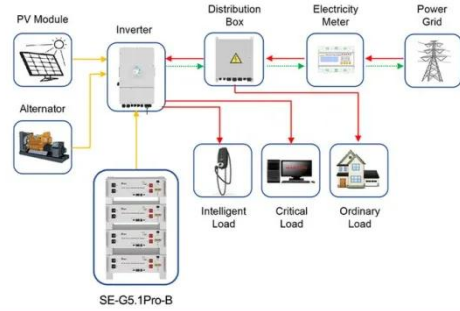 PV Module
Inverter
Distribution
Box
Electricity
Meter
Power
Grid
Alternator
Intelligent
Load
Critical
Load
Ordinary
Load
SE-G5.1Pro-B